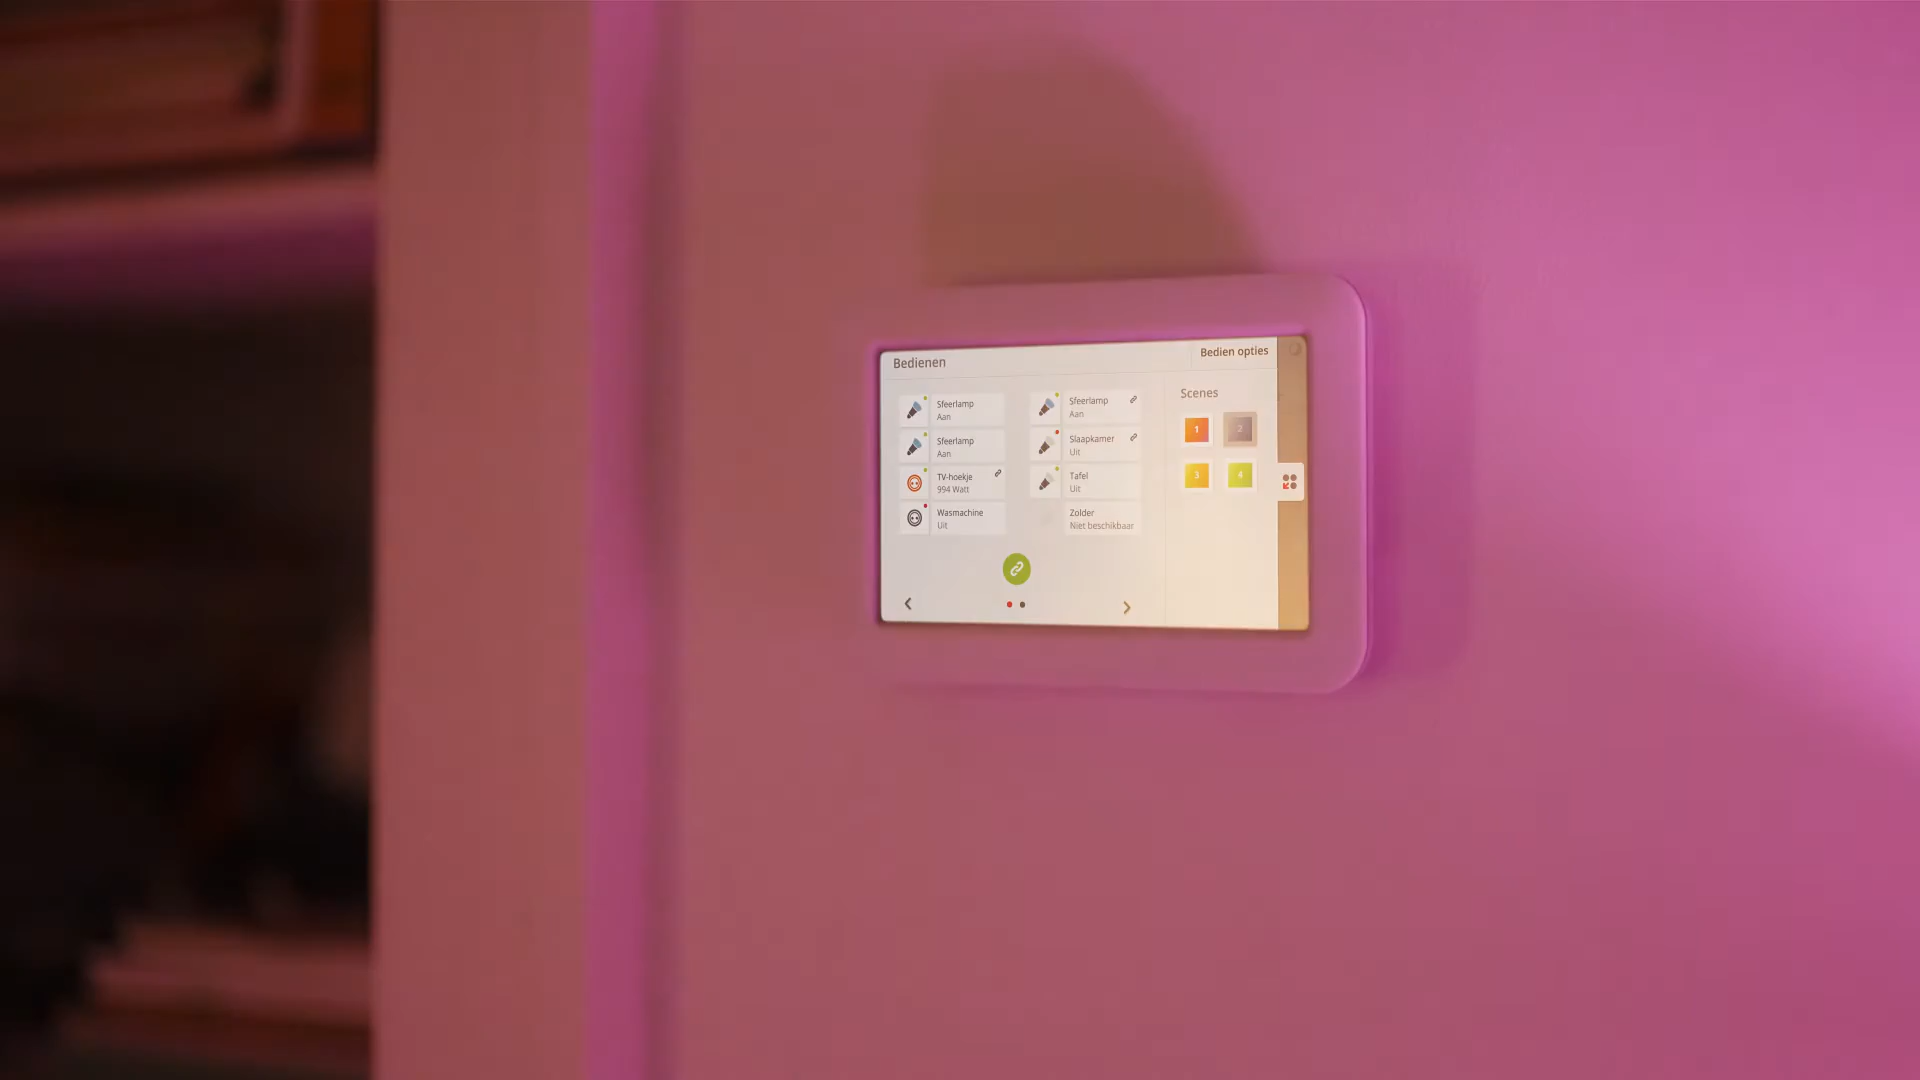 Bedienen
Bedien opties
Sfeerlamp
Aan
Sfeerlamp
Aan
TV-hoekje
994 Watt
Wasmachine
Uit
Sfeerlamp
Aan
Slaapkamer
Uit
Tafel
Uit
Zolder
Niet beschikbaar
Scenes
1
2
3
4